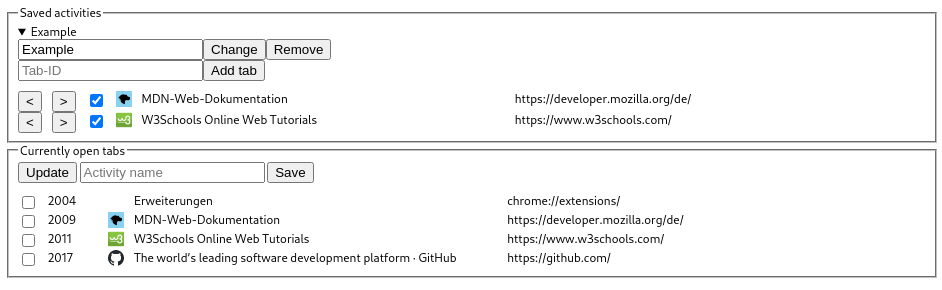 Saved activities
Example
Example Change Remove
Tab-ID Add tab
< > MDN-Web-Dokumentation https://developer.mozilla.org/de/
< > W3Schools Online Web Tutorials https://www.w3schools.com/
Currently open tabs
Update Activity name Save
2004 Erweiterungen chrome://extensions/
2009 MDN-Web-Dokumentation https://developer.mozilla.org/de/
2011 W3Schools Online Web Tutorials https://www.w3schools.com/
2017 The world's leading software development platform · GitHub https://github.com/